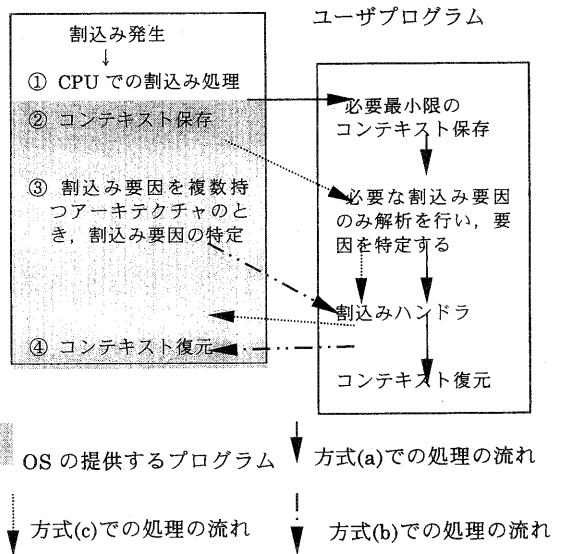 ユーザプログラム
割込み発生
↓
① CPU での割込み処理
② コンテキスト保存
③ 割込み要因を複数持
つアーキテクチャのと
き，割込み要因の特定
④ コンテキスト復元
必要最小限の
コンテキスト保存
必要な割込み要因
のみ解析を行い，要
因を特定する
割込みハンドラ
コンテキスト復元
OS の提供するプログラム
方式(a)での処理の流れ
方式(c)での処理の流れ
方式(b)での処理の流れ